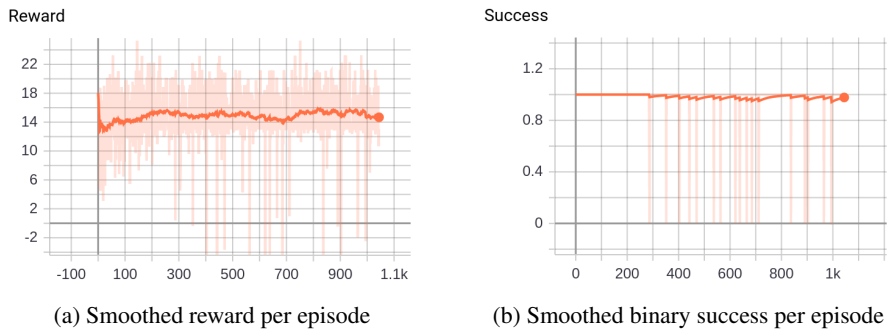 Reward
22
18
14
10
6
2
-2
-100 100 300 500 700 900 1.1k
(a) Smoothed reward per episode
Success
1.2
0.8
0.4
0
0 200 400 600 800 1k
(b) Smoothed binary success per episode